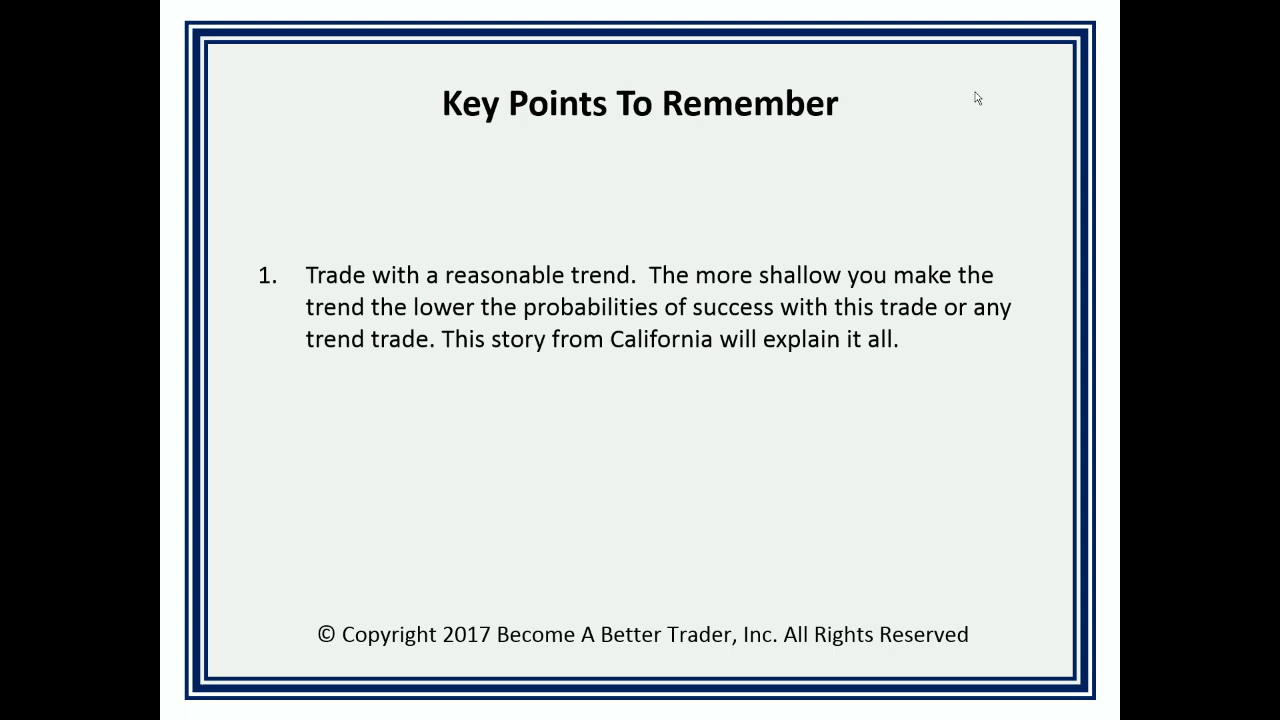 Key Points To Remember
1. Trade with a reasonable trend.  The more shallow you make the
trend the lower the probabilities of success with this trade or any
trend trade. This story from California will explain it all.
© Copyright 2017 Become A Better Trader, Inc. All Rights Reserved